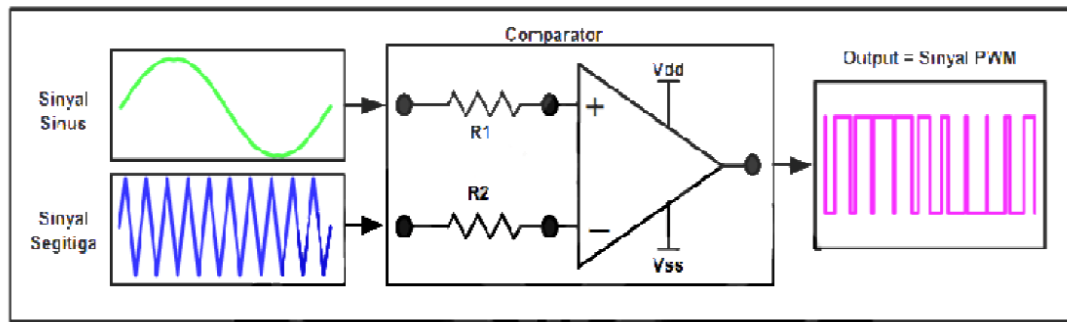 Comparator
Output = Sinyal PWM
Sinyal
Sinus
Vdd
+
R1
Sinyal
Segitiga
R2
−
Vss